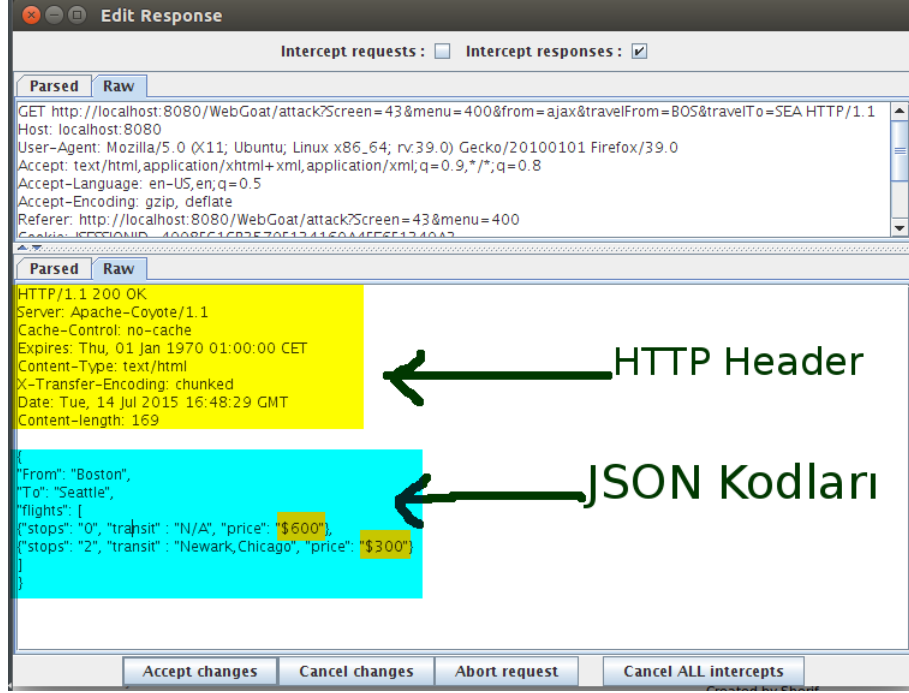 Edit Response
Intercept requests : Intercept responses :
Parsed Raw
GET http://localhost:8080/WebGoat/attack?Screen=43&menu=400&from=ajax&travelFrom=BOS&travelTo=SEA HTTP/1.1
Host: localhost:8080
User-Agent: Mozilla/5.0 (X11; Ubuntu; Linux x86_64; rv:39.0) Gecko/20100101 Firefox/39.0
Accept: text/html,application/xhtml+xml,application/xml;q=0.9,*/*;q=0.8
Accept-Language: en-US,en;q=0.5
Accept-Encoding: gzip, deflate
Referer: http://localhost:8080/WebGoat/attack?Screen=43&menu=400
Parsed Raw
HTTP/1.1 200 OK
Server: Apache-Coyote/1.1
Cache-Control: no-cache
Expires: Thu, 01 Jan 1970 01:00:00 CET
Content-Type: text/html
X-Transfer-Encoding: chunked
Date: Tue, 14 Jul 2015 16:48:29 GMT
Content-length: 169
HTTP Header
{
"From": "Boston",
"To": "Seattle",
"flights": [
{"stops": "0", "transit" : "N/A", "price": "$600"},
{"stops": "2", "transit" : "Newark,Chicago", "price": "$300"}
]
}
JSON Kodları
Accept changes Cancel changes Abort request Cancel ALL intercepts
Created by Sherif